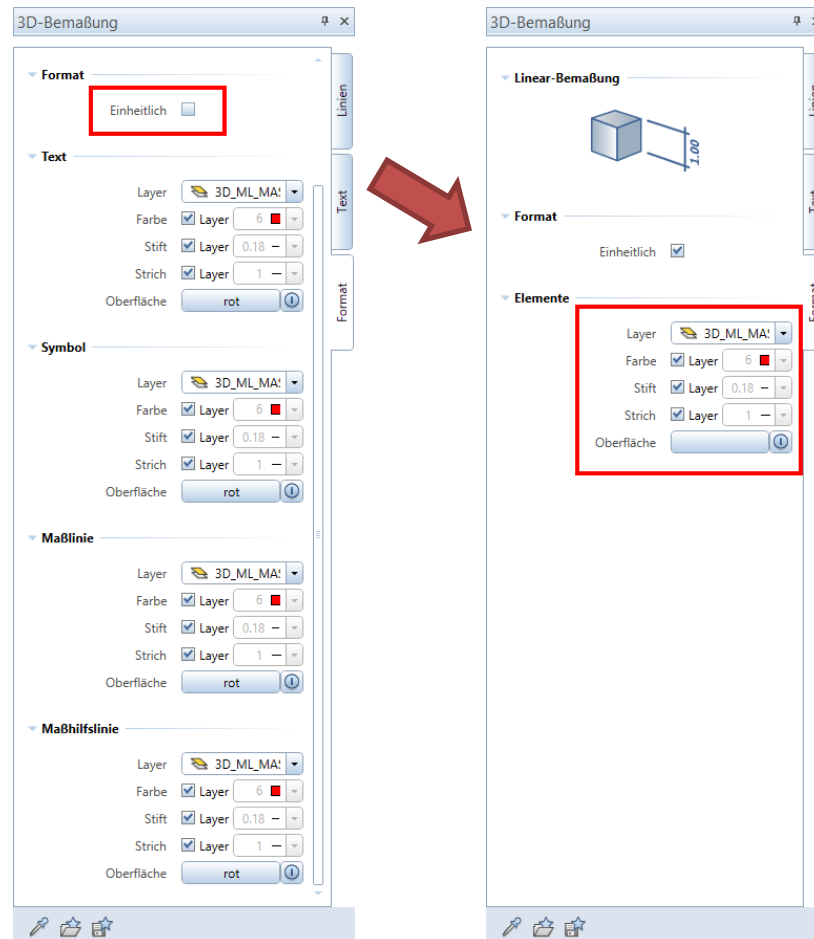 3D-Bemaßung
Format
Einheitlich
Text
Layer 3D_ML_MA
Farbe Layer 6
Stift Layer 0.18
Strich Layer 1
Oberfläche rot
Symbol
Layer 3D_ML_MA
Farbe Layer 6
Stift Layer 0.18
Strich Layer 1
Oberfläche rot
Maßlinie
Layer 3D_ML_MA
Farbe Layer 6
Stift Layer 0.18
Strich Layer 1
Oberfläche rot
Maßhilfslinie
Layer 3D_ML_MA
Farbe Layer 6
Stift Layer 0.18
Strich Layer 1
Oberfläche rot
Linien
Text
Format
3D-Bemaßung
Linear-Bemaßung
1.00
Format
Einheitlich
Elemente
Layer 3D_ML_MA
Farbe Layer 6
Stift Layer 0.18
Strich Layer 1
Oberfläche